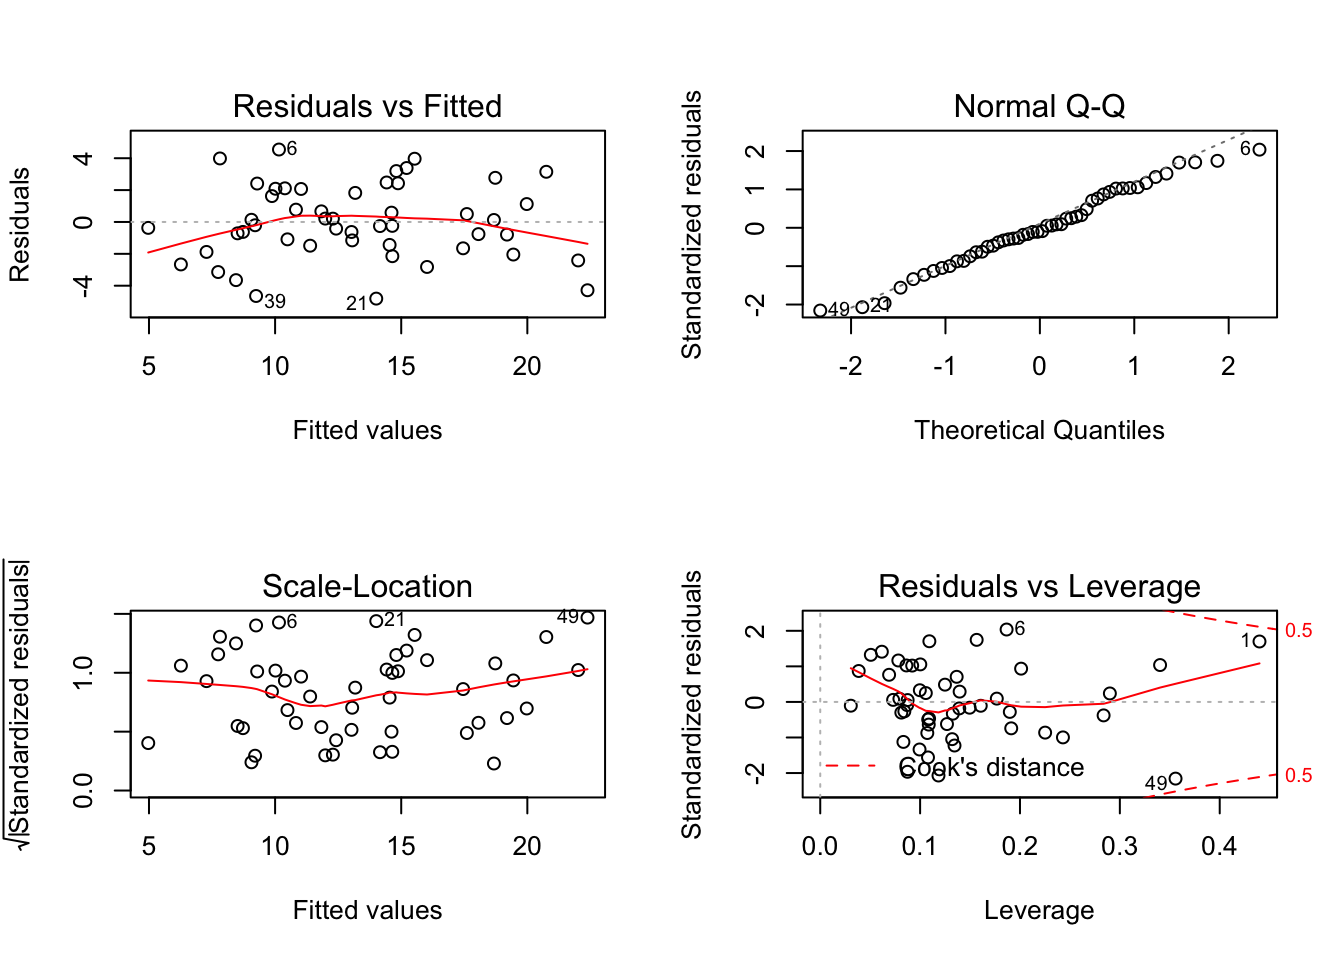 Residuals vs Fitted
Residuals
4
0
-4
6
39
21
5 10 15 20
Fitted values
Normal Q-Q
Standardized residuals
2
1
0
-2
6
49
21
-2 -1 0 1 2
Theoretical Quantiles
Scale-Location
√|Standardized residuals|
1.0
0.0
6
21
49
5 10 15 20
Fitted values
Residuals vs Leverage
Standardized residuals
2
0
-2
6
1
49
0.5
0.5
Cook's distance
0.0 0.1 0.2 0.3 0.4
Leverage